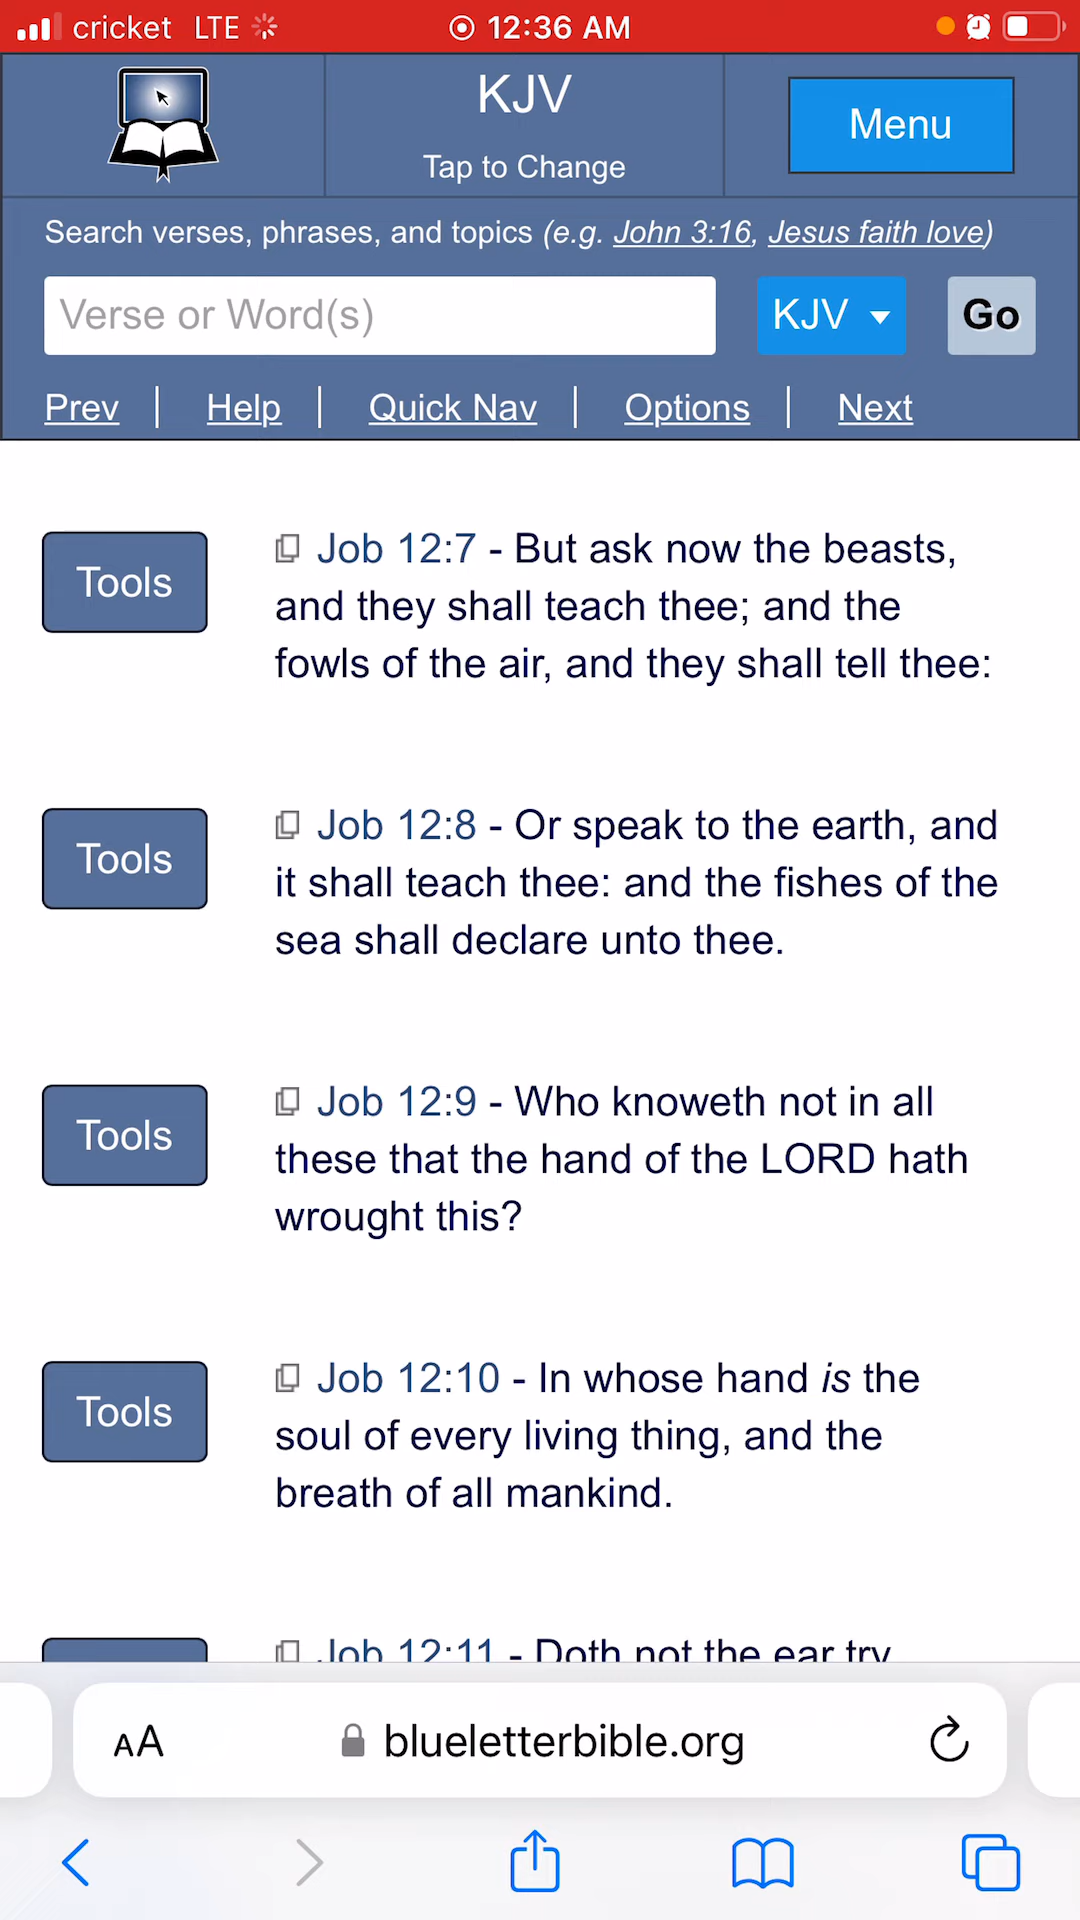 cricket LTE 12:36 AM
KJV
Tap to Change
Menu
Search verses, phrases, and topics (e.g. John 3:16, Jesus faith love)
Verse or Word(s)
KJV
Go
Prev | Help | Quick Nav | Options | Next
Tools
Job 12:7 - But ask now the beasts,
and they shall teach thee; and the
fowls of the air, and they shall tell thee:
Tools
Job 12:8 - Or speak to the earth, and
it shall teach thee: and the fishes of the
sea shall declare unto thee.
Tools
Job 12:9 - Who knoweth not in all
these that the hand of the LORD hath
wrought this?
Tools
Job 12:10 - In whose hand is the
soul of every living thing, and the
breath of all mankind.
Job 12:11 - Doth not the ear try
AA blueletterbible.org